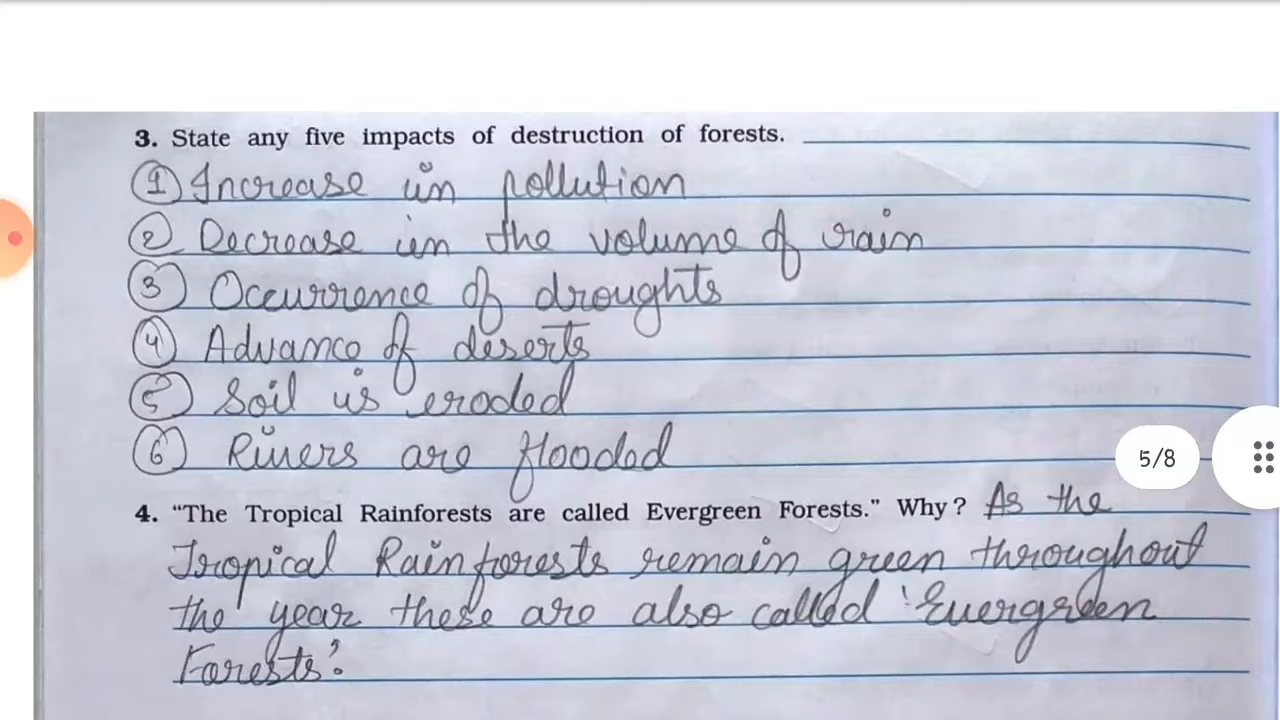 3. State any five impacts of destruction of forests.
① Increase in pollution
② Decrease in the volume of rain
③ Occurrence of droughts
④ Advance of deserts
⑤ Soil is eroded
⑥ Rivers are flooded
5/8
4. “The Tropical Rainforests are called Evergreen Forests.” Why? As the
Tropical Rainforests remain green throughout
the year these are also called 'Evergreen
Forests'.